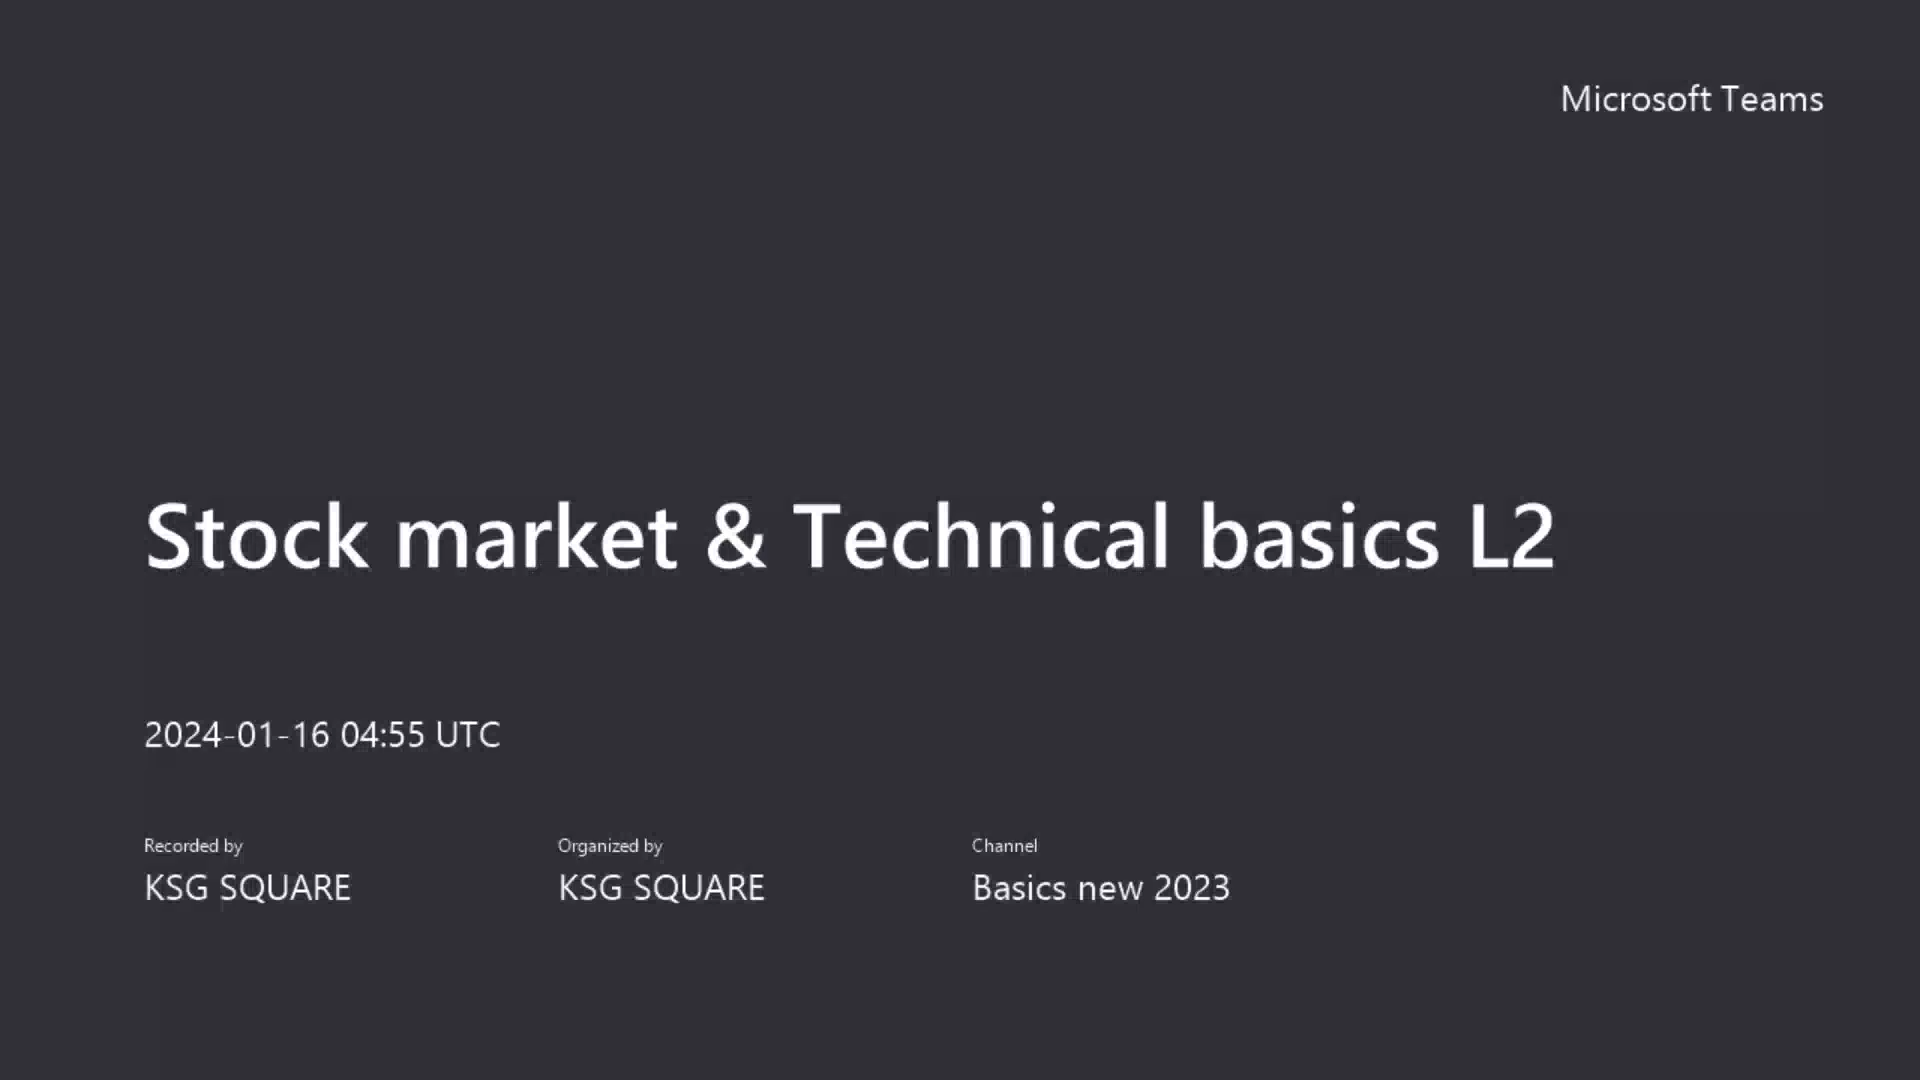 Microsoft Teams
Stock market & Technical basics L2
2024-01-16 04:55 UTC
Recorded by
KSG SQUARE
Organized by
KSG SQUARE
Channel
Basics new 2023